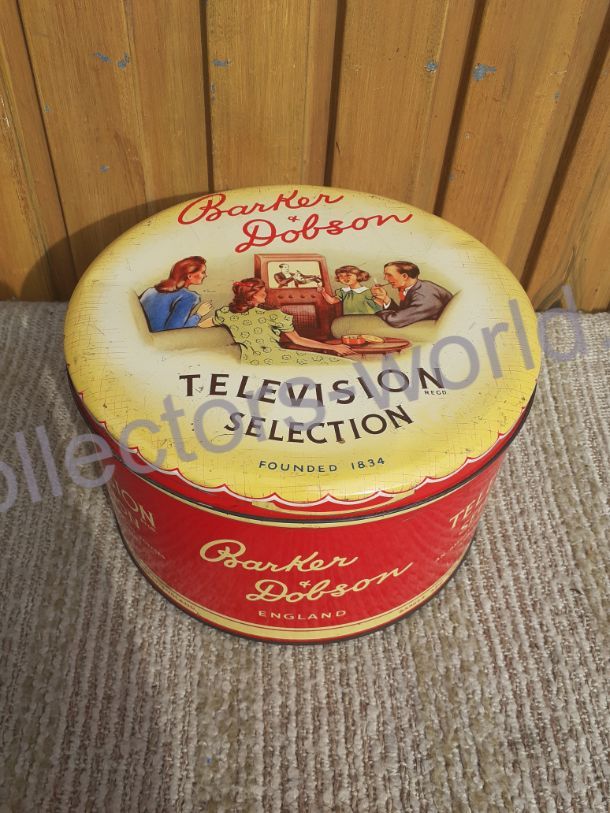 Barker
&
Dobson
TELEVISION
REGD.
SELECTION
FOUNDED 1834
collectors-world
Barker
&
Dobson
ENGLAND